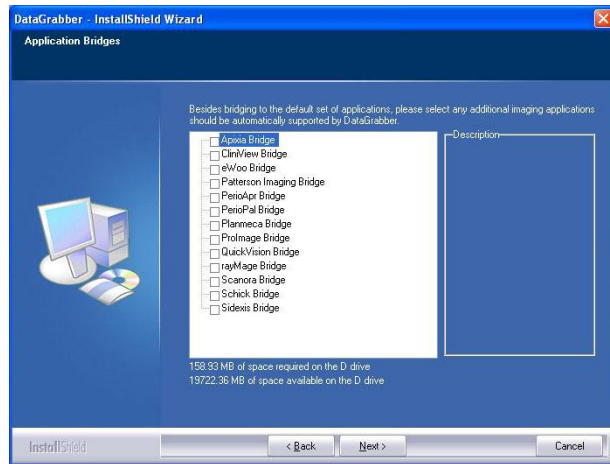 DataGrabber - InstallShield Wizard
Application Bridges
Besides bridging to the default set of applications, please select any additional imaging applications
should be automatically supported by DataGrabber.
Apixia Bridge
CliniView Bridge
eWoo Bridge
Patterson Imaging Bridge
PerioApr Bridge
PerioPal Bridge
Planmeca Bridge
ProImage Bridge
QuickVision Bridge
rayMage Bridge
Scanora Bridge
Schick Bridge
Sidexis Bridge
Description
158.93 MB of space required on the D drive
19722.36 MB of space available on the D drive
InstallShield
< Back
Next >
Cancel